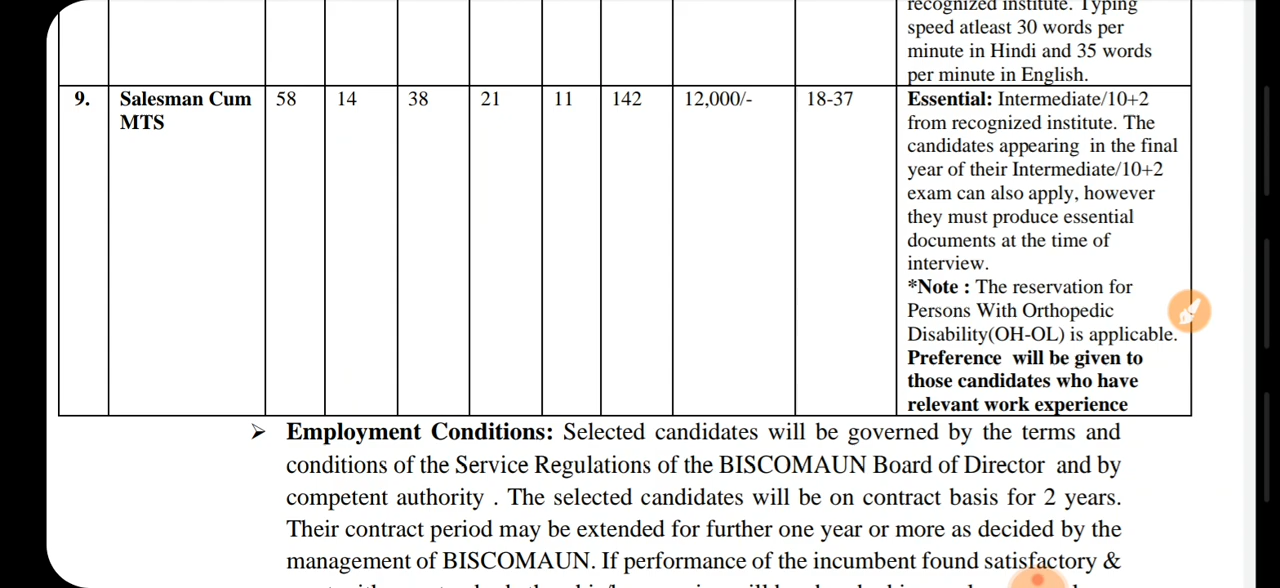 recognized institute. Typing
speed atleast 30 words per
minute in Hindi and 35 words
per minute in English.
9. Salesman Cum MTS 58 14 38 21 11 142 12,000/- 18-37
Essential: Intermediate/10+2
from recognized institute. The
candidates appearing in the final
year of their Intermediate/10+2
exam can also apply, however
they must produce essential
documents at the time of
interview.
*Note : The reservation for
Persons With Orthopedic
Disability(OH-OL) is applicable.
Preference will be given to
those candidates who have
relevant work experience
➢ Employment Conditions: Selected candidates will be governed by the terms and
conditions of the Service Regulations of the BISCOMAUN Board of Director and by
competent authority . The selected candidates will be on contract basis for 2 years.
Their contract period may be extended for further one year or more as decided by the
management of BISCOMAUN. If performance of the incumbent found satisfactory &